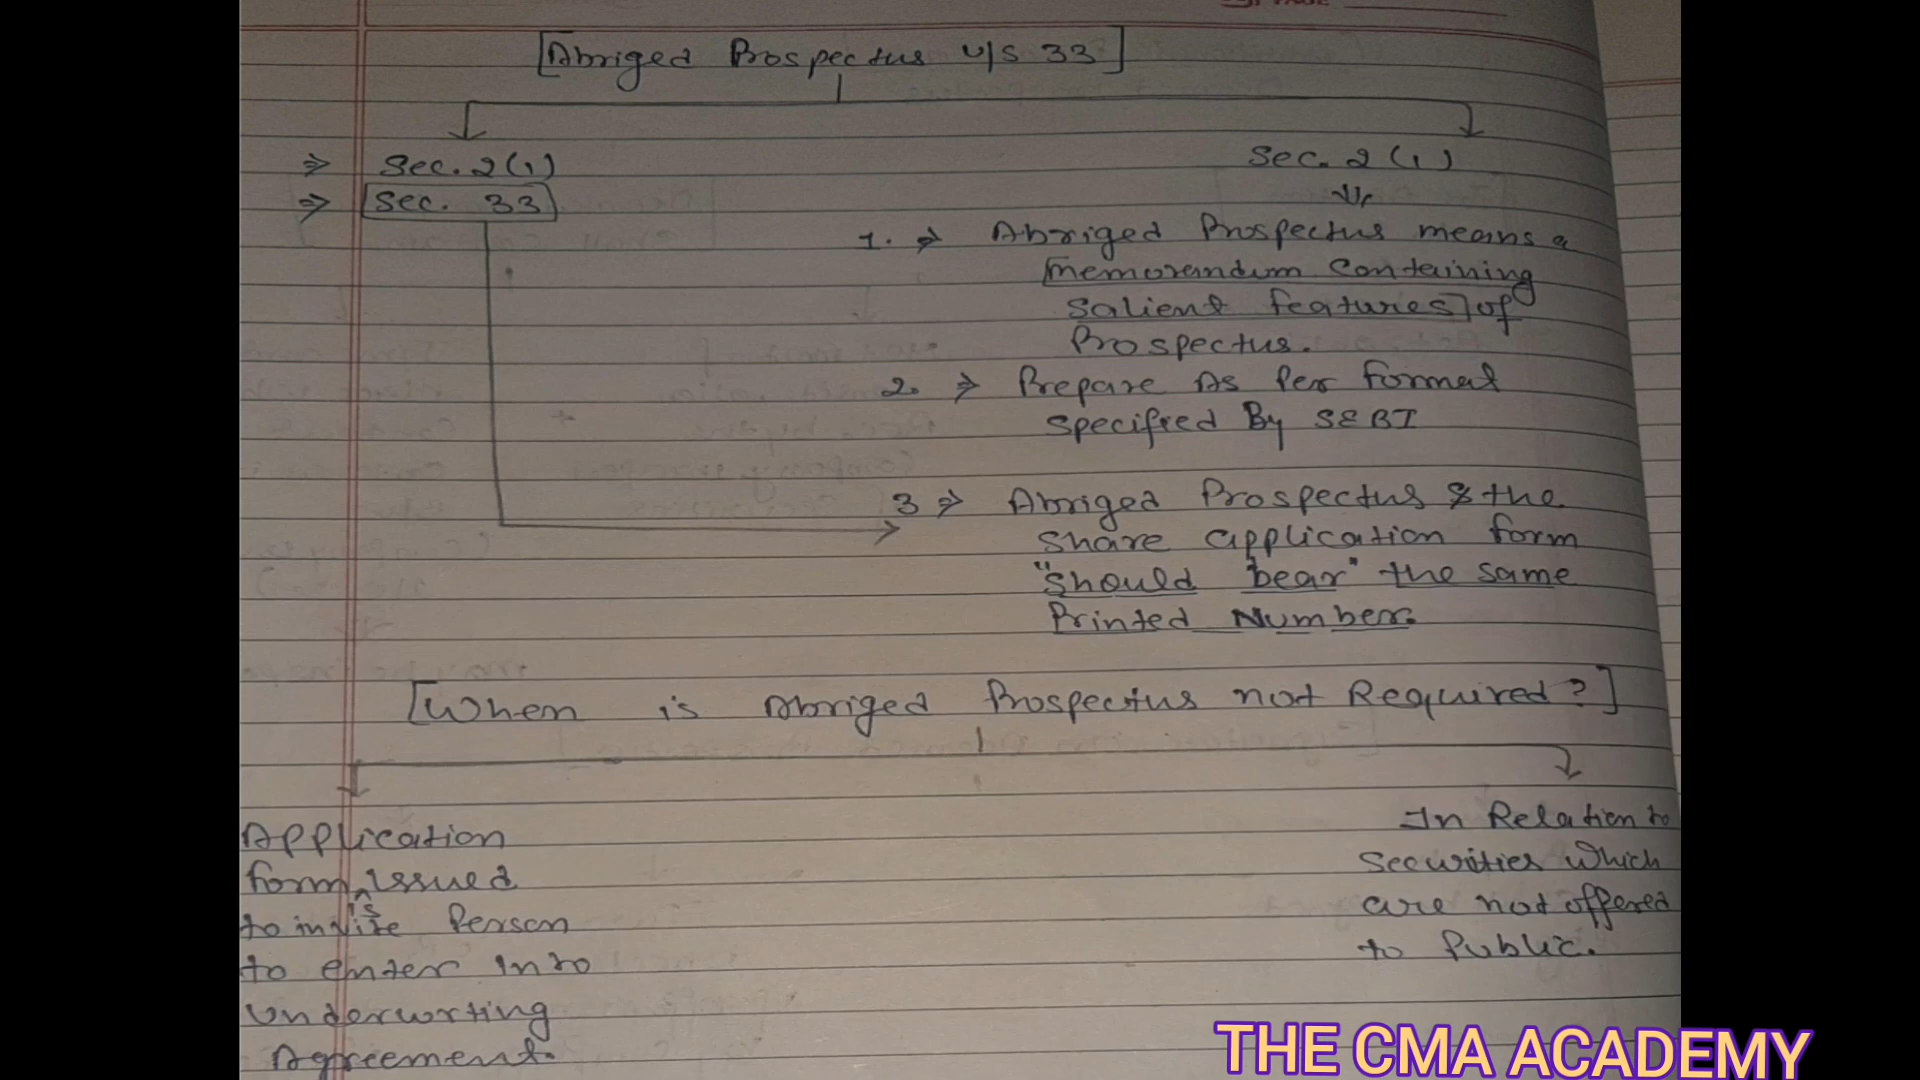 [Abriged Prospectus u/s 33]
⇒ Sec. 2(1)
⇒ Sec. 33
Sec. 2(1)
1. ⇒ Abriged Prospectus means a
[memorandum containing
salient features] of
Prospectus.
2. ⇒ Prepare As Per format
specified By SEBI
3 ⇒ Abriged Prospectus & the
share application form
"should bear" the same
Printed Number.
[When is Abriged Prospectus not Required?]
Application
form is issued
to invite Person
to enter into
underwrting
Agreement.
In Relation to
securities which
are not offered
to Public.
THE CMA ACADEMY